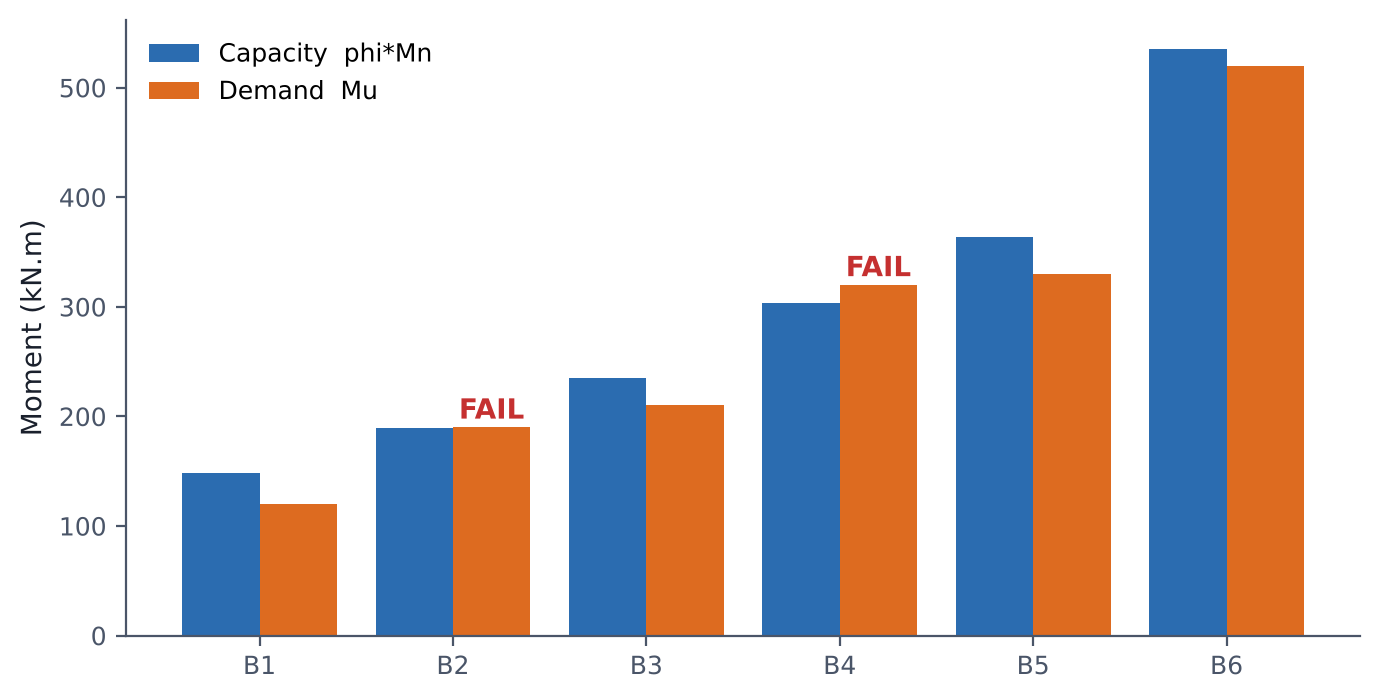 Capacity  phi*Mn
Demand  Mu
Moment (kN.m)
500
400
300
200
100
0
FAIL
FAIL
B1 B2 B3 B4 B5 B6